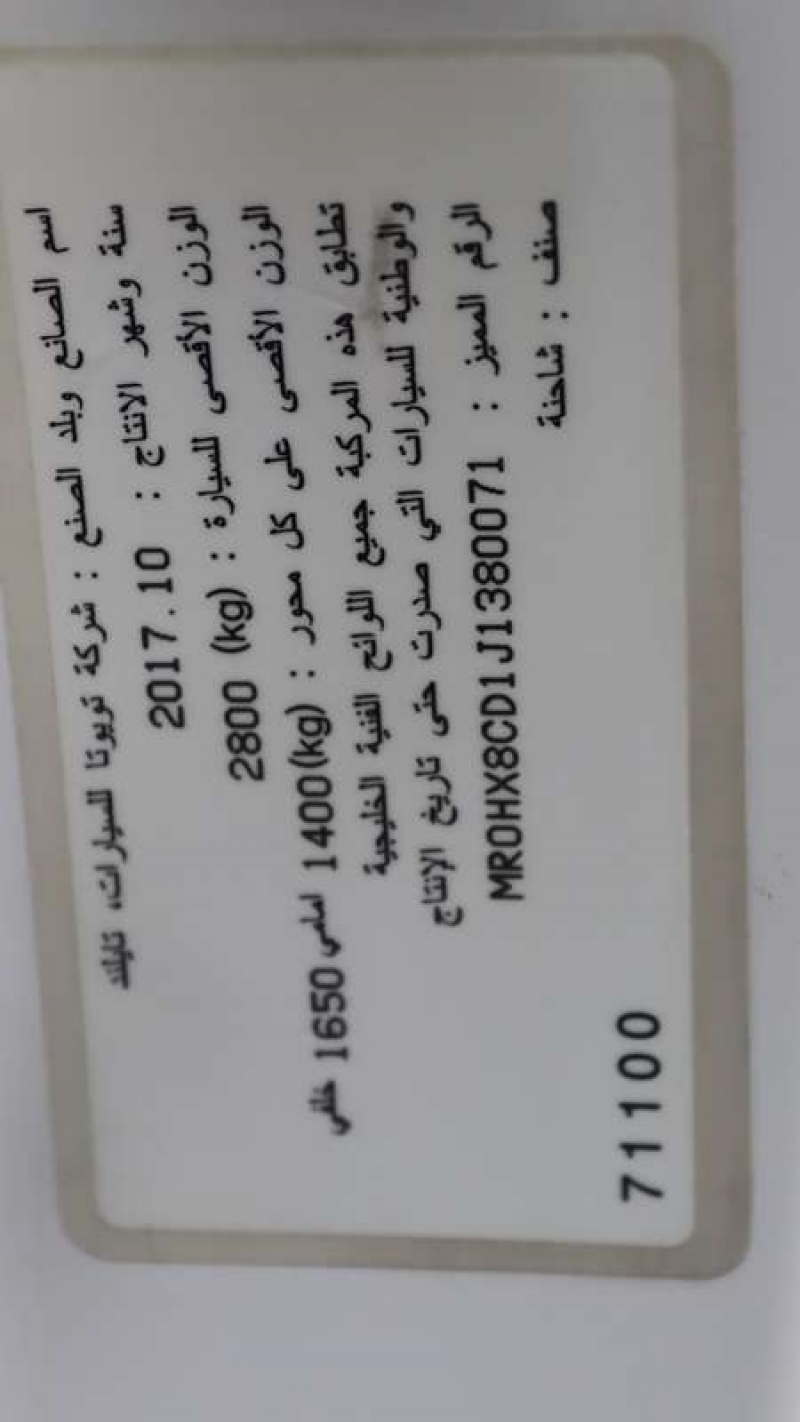 اسم الصانع وبلد الصنع : شركة تويوتا للسيارات، تايلاند
سنة وشهر الانتاج : 2017.10
الوزن الأقصى للسيارة : (kg) 2800
الوزن الأقصى على كل محور : (kg)1400 امامي 1650 خلفي
تطابق هذه المركبة جميع اللوائح الفنية الخليجية
والوطنية للسيارات التي صدرت حتى تاريخ الانتاج
الرقم المميز : MR0HX8CD1J1380071
صنف : شاحنة
71100